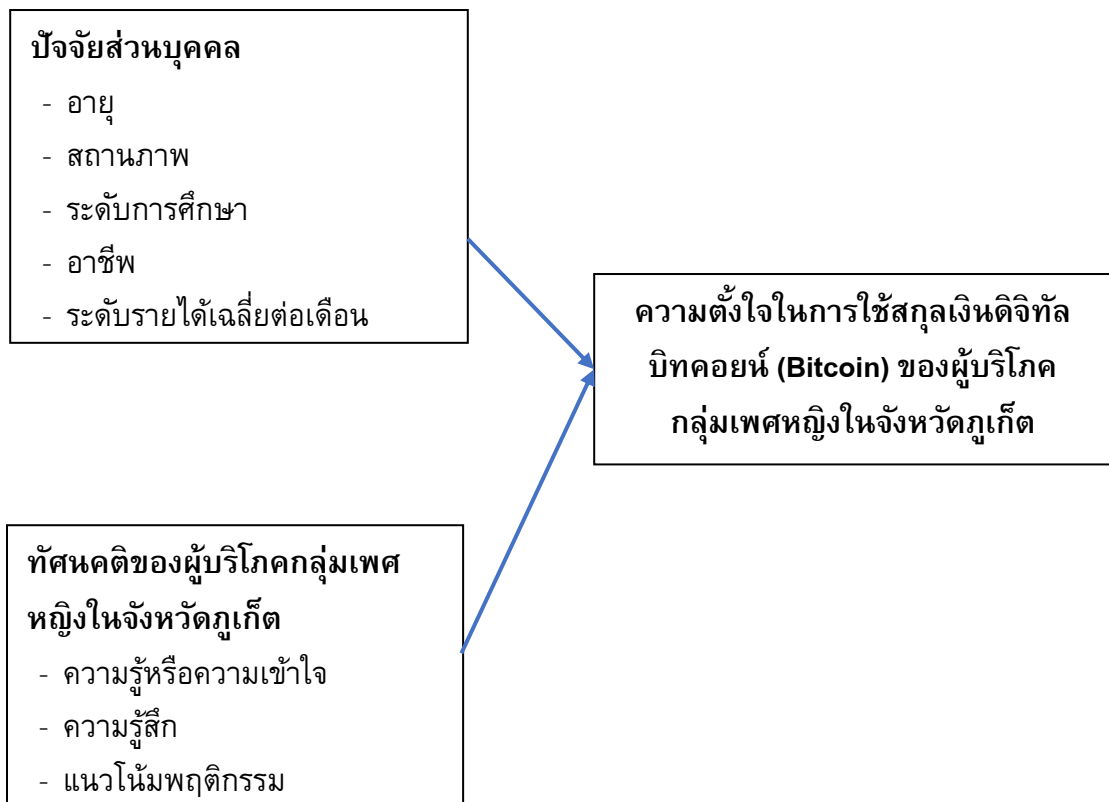 ปัจจัยส่วนบุคคล
- อายุ
- สถานภาพ
- ระดับการศึกษา
- อาชีพ
- ระดับรายได้เฉลี่ยต่อเดือน
ความตั้งใจในการใช้สกุลเงินดิจิทัล
บิทคอยน์ (Bitcoin) ของผู้บริโภค
กลุ่มเพศหญิงในจังหวัดภูเก็ต
ทัศนคติของผู้บริโภคกลุ่มเพศ
หญิงในจังหวัดภูเก็ต
- ความรู้หรือความเข้าใจ
- ความรู้สึก
- แนวโน้มพฤติกรรม